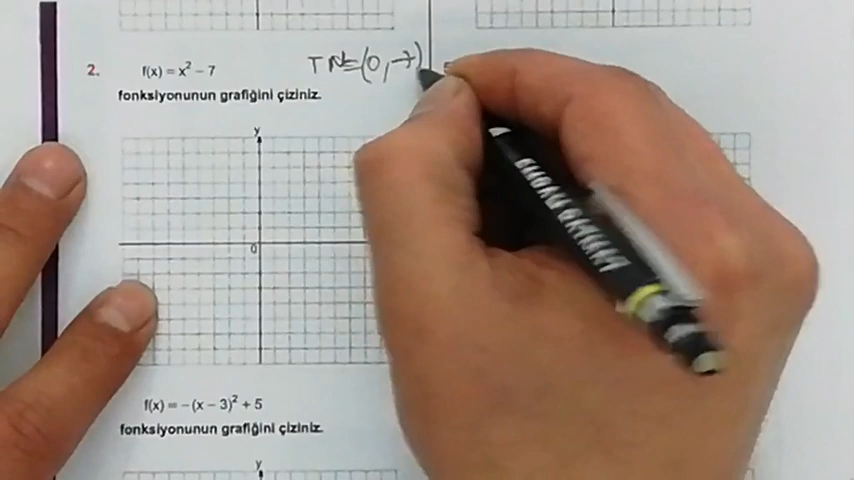 2. f(x) = x² – 7 TN=(0,-7)
fonksiyonunun grafiğini çiziniz.
y
0
f(x) = –(x – 3)² + 5
fonksiyonunun grafiğini çiziniz.
y